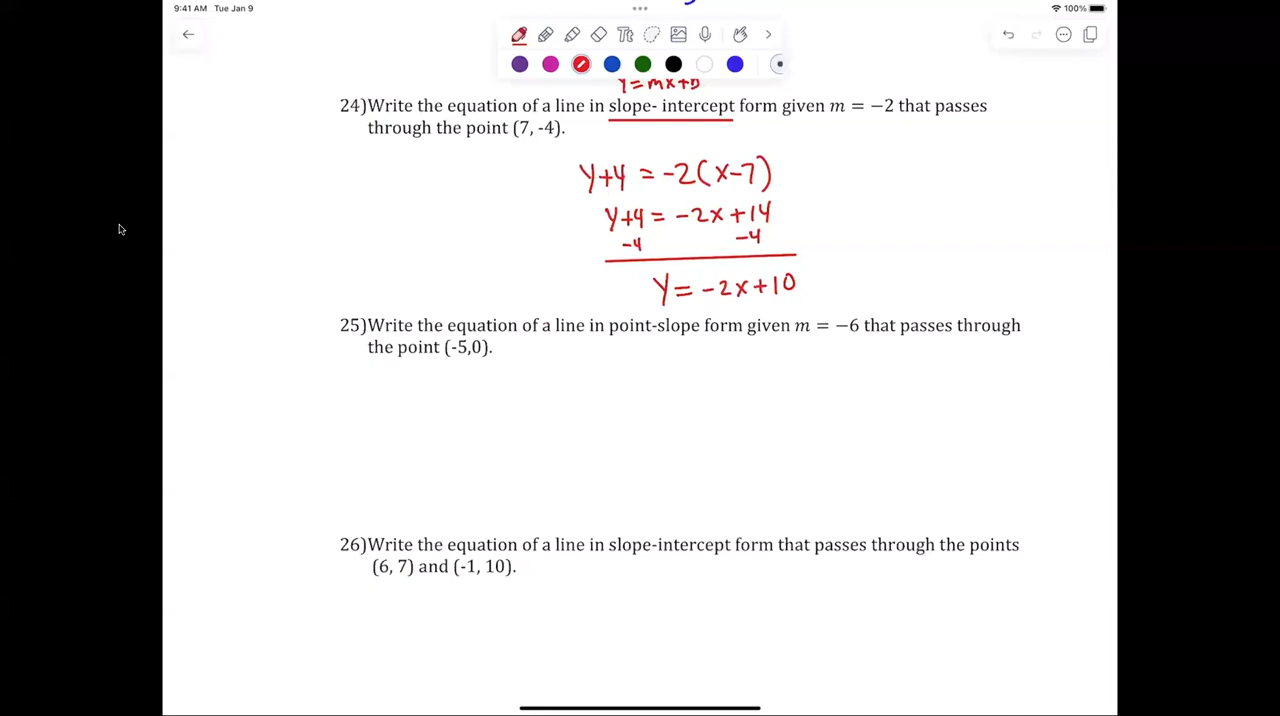 9:41 AM Tue Jan 9
100%
y=mx+b
24)Write the equation of a line in slope- intercept form given m = −2 that passes
through the point (7, -4).
y+4 = -2(x-7)
y+4 = -2x+14
-4 -4
y= -2x+10
25)Write the equation of a line in point-slope form given m = −6 that passes through
the point (-5,0).
26)Write the equation of a line in slope-intercept form that passes through the points
(6, 7) and (-1, 10).